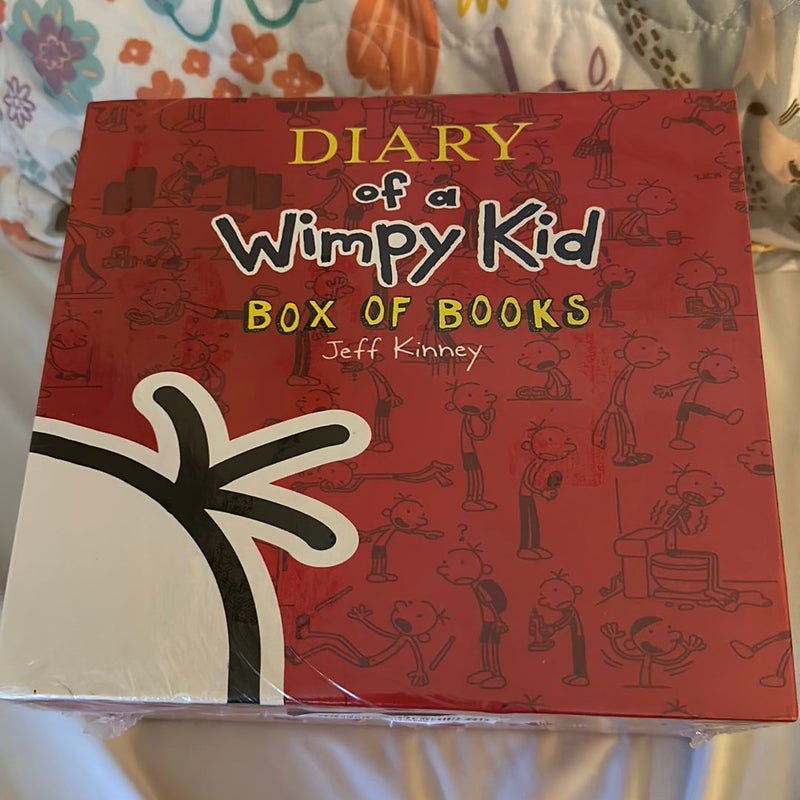 DIARY
of a
Wimpy Kid
BOX OF BOOKS
Jeff Kinney
?